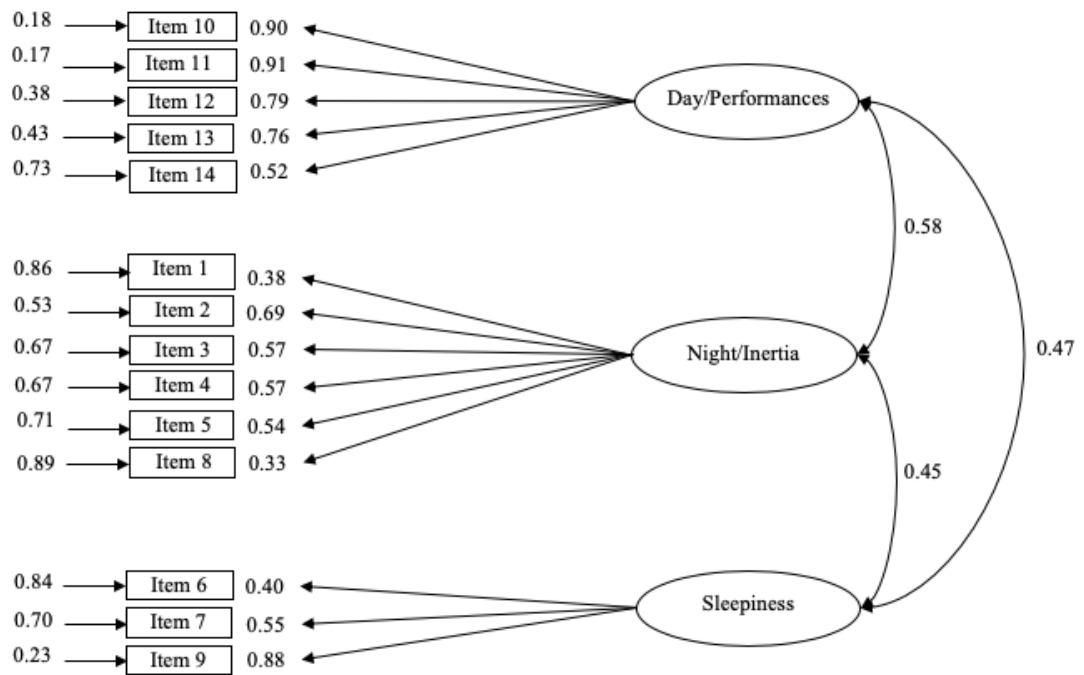 0.18 Item 10 0.90
0.17 Item 11 0.91
0.38 Item 12 0.79
0.43 Item 13 0.76
0.73 Item 14 0.52
Day/Performances
0.58
0.86 Item 1 0.38
0.53 Item 2 0.69
0.67 Item 3 0.57
0.67 Item 4 0.57
0.71 Item 5 0.54
0.89 Item 8 0.33
Night/Inertia
0.47
0.45
0.84 Item 6 0.40
0.70 Item 7 0.55
0.23 Item 9 0.88
Sleepiness